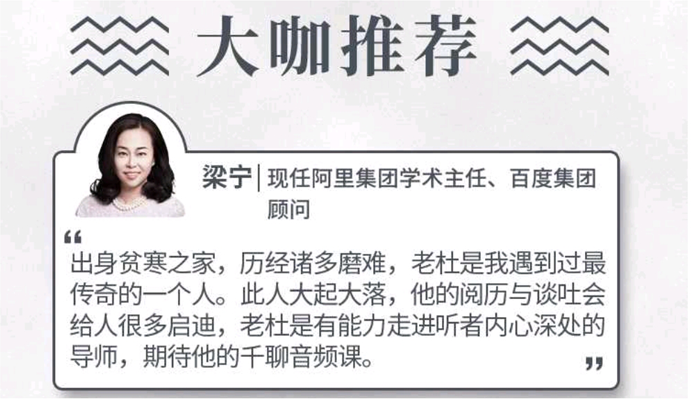 大咖推荐
梁宁|现任阿里集团学术主任、百度集团
顾问
“
出身贫寒之家，历经诸多磨难，老杜是我遇到过最
传奇的一个人。此人大起大落，他的阅历与谈吐会
给人很多启迪，老杜是有能力走进听者内心深处的
导师，期待他的千聊音频课。
”